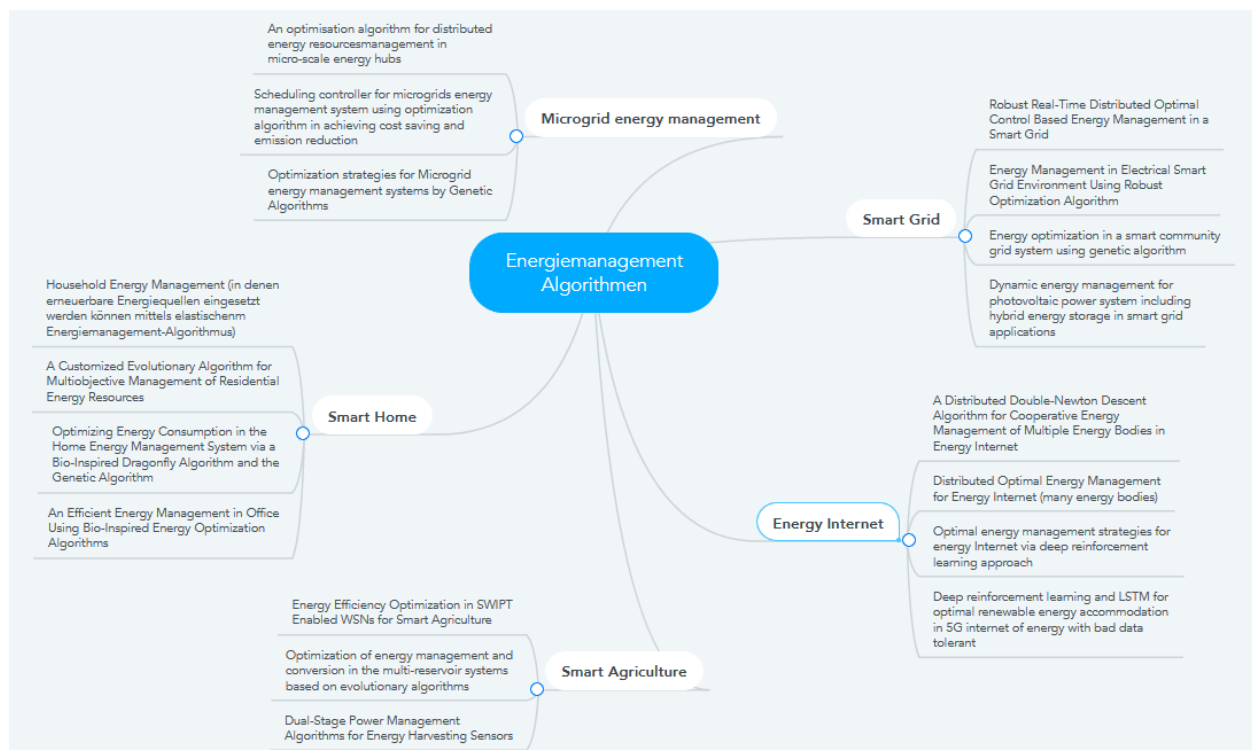 An optimisation algorithm for distributed
energy resourcesmanagement in
micro-scale energy hubs
Scheduling controller for microgrids energy
management system using optimization
algorithm in achieving cost saving and
emission reduction
Optimization strategies for Microgrid
energy management systems by Genetic
Algorithms
Microgrid energy management
Robust Real-Time Distributed Optimal
Control Based Energy Management in a
Smart Grid
Energy Management in Electrical Smart
Grid Environment Using Robust
Optimization Algorithm
Energy optimization in a smart community
grid system using genetic algorithm
Dynamic energy management for
photovoltaic power system including
hybrid energy storage in smart grid
applications
Smart Grid
Energiemanagement
Algorithmen
Household Energy Management (in denen
erneuerbare Energiequellen eingesetzt
werden können mittels elastischenm
Energiemanagement-Algorithmus)
A Customized Evolutionary Algorithm for
Multiobjective Management of Residential
Energy Resources
Optimizing Energy Consumption in the
Home Energy Management System via a
Bio-Inspired Dragonfly Algorithm and the
Genetic Algorithm
An Efficient Energy Management in Office
Using Bio-Inspired Energy Optimization
Algorithms
Smart Home
A Distributed Double-Newton Descent
Algorithm for Cooperative Energy
Management of Multiple Energy Bodies in
Energy Internet
Distributed Optimal Energy Management
for Energy Internet (many energy bodies)
Optimal energy management strategies for
energy Internet via deep reinforcement
learning approach
Deep reinforcement learning and LSTM for
optimal renewable energy accommodation
in 5G internet of energy with bad data
tolerant
Energy Internet
Energy Efficiency Optimization in SWIPT
Enabled WSNs for Smart Agriculture
Optimization of energy management and
conversion in the multi-reservoir systems
based on evolutionary algorithms
Dual-Stage Power Management
Algorithms for Energy Harvesting Sensors
Smart Agriculture